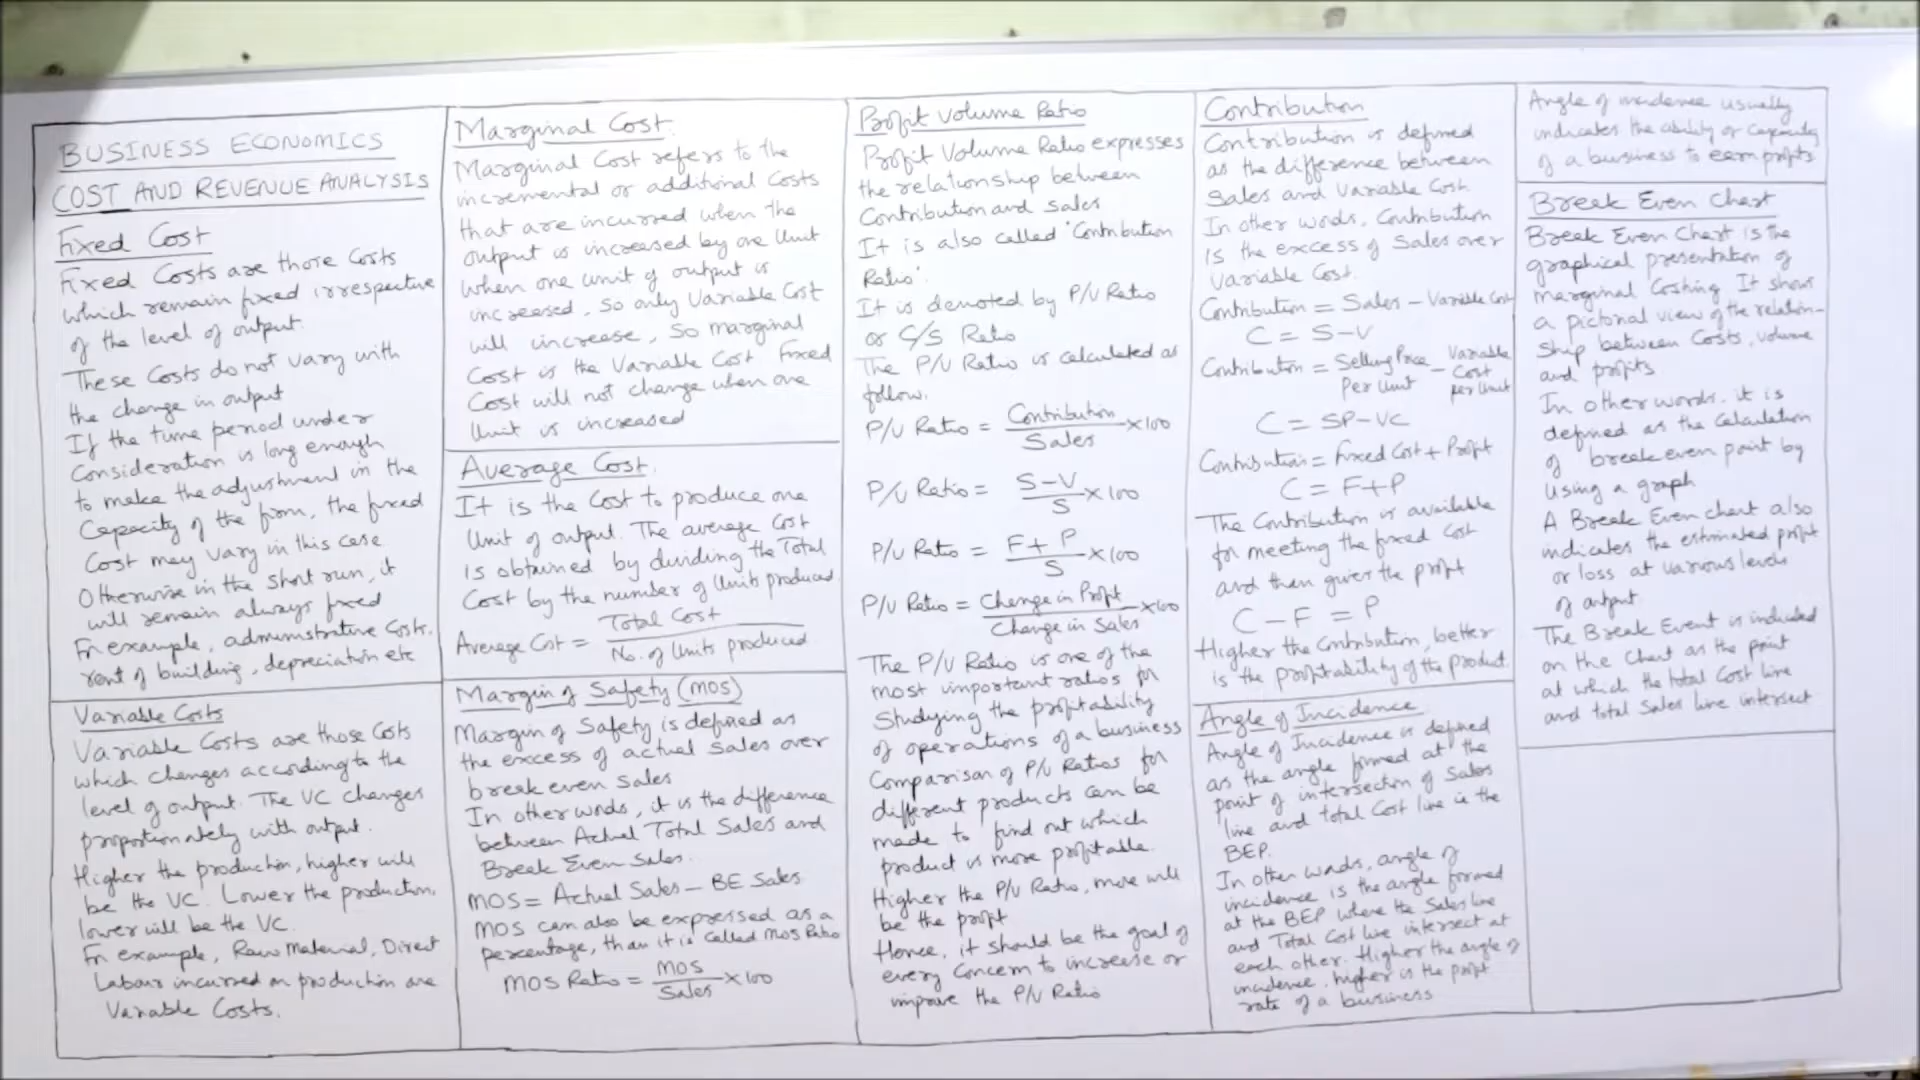 BUSINESS ECONOMICS
COST AND REVENUE ANALYSIS
Fixed Cost
Fixed Costs are those Costs
which remain fixed irrespective
of the level of output.
These Costs do not vary with
the change in output
If the time period under
Consideration is long enough
to make the adjustment in the
Capacity of the firm, the fixed
Cost may vary in this case
Otherwise in the short run, it
will remain always fixed
For example, administrative Costs,
rent of building, depreciation etc
Variable Costs
Variable Costs are those Costs
which changes according to the
level of output. The VC changes
proportionately with output.
Higher the production, higher will
be the VC. Lower the production,
lower will be the VC.
For example, Raw Material, Direct
Labour incurred on production are
Variable Costs.
Marginal Cost.
Marginal Cost refers to the
incremental or additional Costs
that are incurred when the
output is increased by one Unit
when one unit of output is
increased, so only Variable Cost
will increase, So marginal
Cost is the Variable Cost Fixed
Cost will not change when one
Unit is increased
Average Cost.
It is the Cost to produce one
Unit of output. The average Cost
is obtained by dividing the Total
Cost by the number of Units produced
Average Cost = Total Cost / No. of Units produced
Margin of Safety (MOS)
Margin of Safety is defined as
the excess of actual Sales over
break even Sales
In other words, it is the difference
between Actual Total Sales and
Break Even Sales.
MOS = Actual Sales - BE Sales
MOS can also be expressed as a
percentage, than it is Called MOS Ratio
MOS Ratio = MOS / Sales × 100
Profit Volume Ratio
Profit Volume Ratio expresses
the relationship between
Contribution and Sales
It is also called 'Contribution
Ratio'.
It is denoted by P/V Ratio
or C/S Ratio
The P/V Ratio is calculated as
follow.
P/V Ratio = Contribution / Sales × 100
P/V Ratio = S-V / S × 100
P/V Ratio = F+P / S × 100
P/V Ratio = Change in Profit / Change in Sales × 100
The P/V Ratio is one of the
most important ratios for
Studying the profitability
of operations of a business
Comparison of P/V Ratios for
different products can be
made to find out which
product is more profitable.
Higher the P/V Ratio, more will
be the profit
Hence, it should be the goal of
every Concern to increase or
improve the P/V Ratio
Contribution
Contribution is defined
as the difference between
Sales and Variable Cost.
In other words, Contribution
is the excess of Sales over
Variable Cost.
Contribution = Sales - Variable Cost
C = S-V
Contribution = Selling Price Per Unit - Variable Cost per Unit
C = SP-VC
Contribution = Fixed Cost + Profit
C = F+P
The Contribution is available
for meeting the fixed cost
and then gives the profit
C - F = P
Higher the Contribution, better
is the profitability of the product.
Angle of Incidence
Angle of Incidence is defined
as the angle formed at the
point of intersection of Sales
line and total Cost line is the
BEP.
In other words, angle of
incidence is the angle formed
at the BEP where the Sales line
and Total Cost line intersect at
each other. Higher the angle of
incidence, higher is the profit
rate of a business
Angle of incidence usually
indicates the ability or capacity
of a business to earn profits
Break Even Chart
Break Even Chart is the
graphical presentation of
marginal Costing. It shows
a pictorial view of the relation-
ship between Costs, volume
and profits
In other words, it is
defined as the Calculation
of break even point by
using a graph
A Break Even chart also
indicates the estimated profit
or loss at various levels
of output.
The Break Event is indicated
on the Chart as the point
at which the total Cost line
and total Sales line intersect